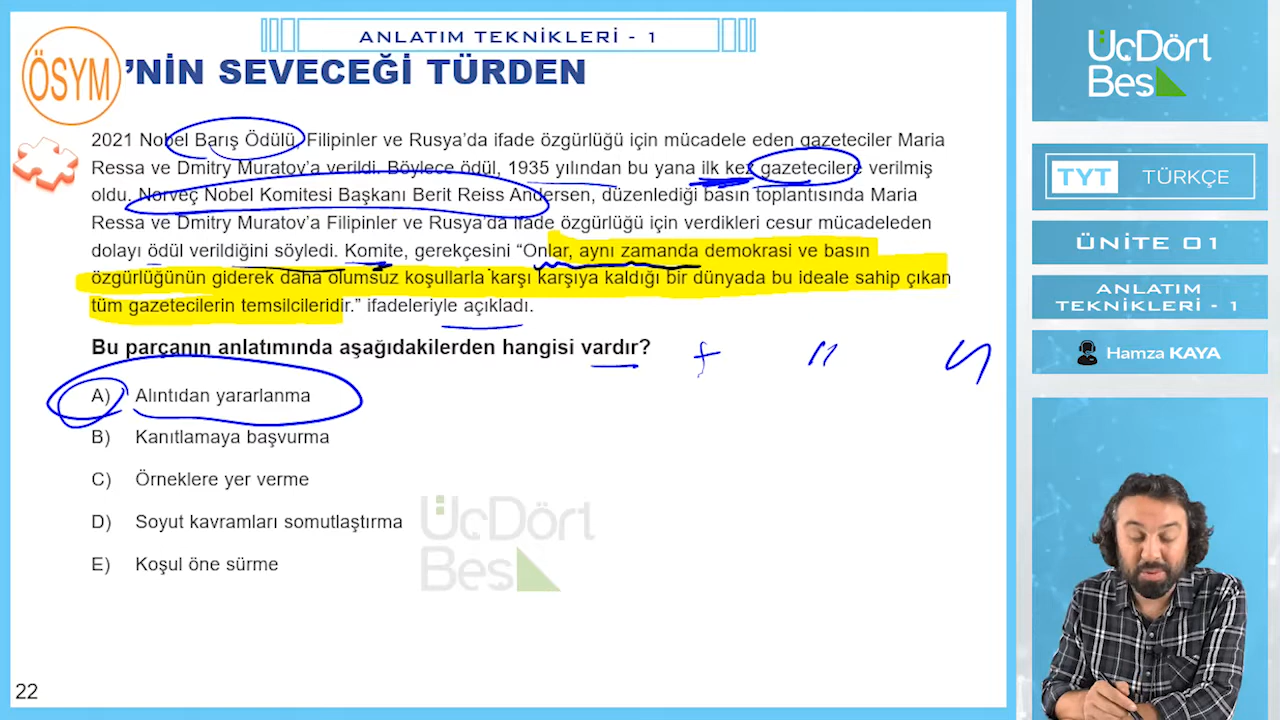 ANLATIM TEKNİKLERİ - 1
ÖSYM'NİN SEVECEĞİ TÜRDEN
2021 Nobel Barış Ödülü, Filipinler ve Rusya'da ifade özgürlüğü için mücadele eden gazeteciler Maria
Ressa ve Dmitry Muratov'a verildi. Böylece ödül, 1935 yılından bu yana ilk kez gazetecilere verilmiş
oldu. Norveç Nobel Komitesi Başkanı Berit Reiss Andersen, düzenlediği basın toplantısında Maria
Ressa ve Dmitry Muratov'a Filipinler ve Rusya'da ifade özgürlüğü için verdikleri cesur mücadeleden
dolayı ödül verildiğini söyledi. Komite, gerekçesini “Onlar, aynı zamanda demokrasi ve basın
özgürlüğünün giderek daha olumsuz koşullarla karşı karşıya kaldığı bir dünyada bu ideale sahip çıkan
tüm gazetecilerin temsilcileridir.” ifadeleriyle açıkladı.
Bu parçanın anlatımında aşağıdakilerden hangisi vardır?
A) Alıntıdan yararlanma
B) Kanıtlamaya başvurma
C) Örneklere yer verme
D) Soyut kavramları somutlaştırma
E) Koşul öne sürme
ÜçDört
Beş
22
ÜçDört
Beş
TYT TÜRKÇE
ÜNİTE 01
ANLATIM
TEKNİKLERİ - 1
Hamza KAYA